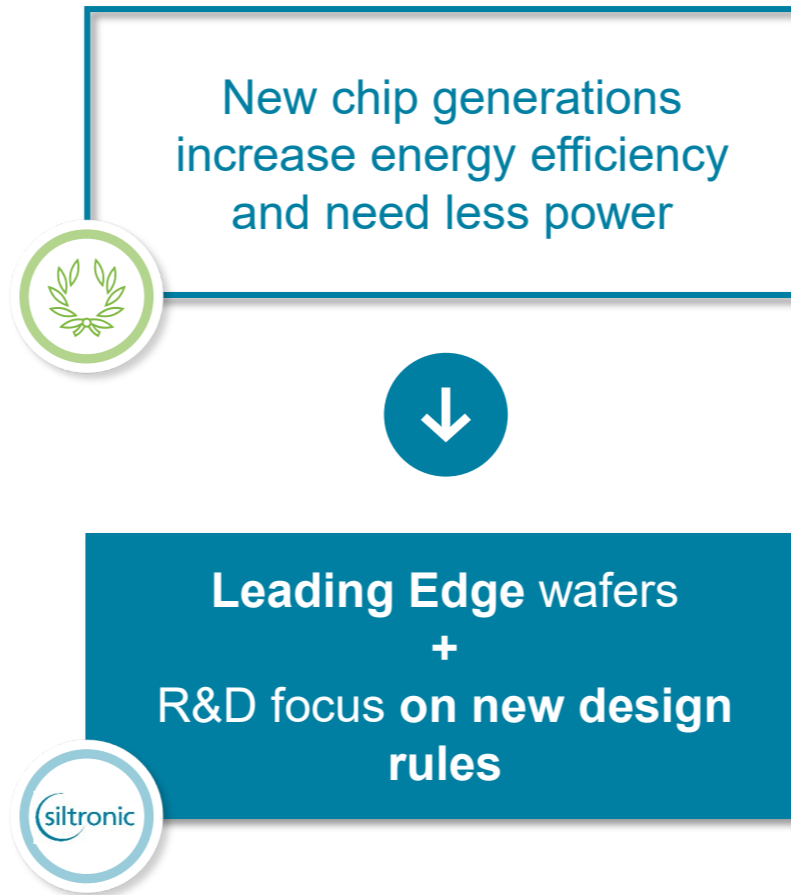 New chip generations
increase energy efficiency
and need less power
Leading Edge wafers
+
R&D focus on new design
rules
siltronic